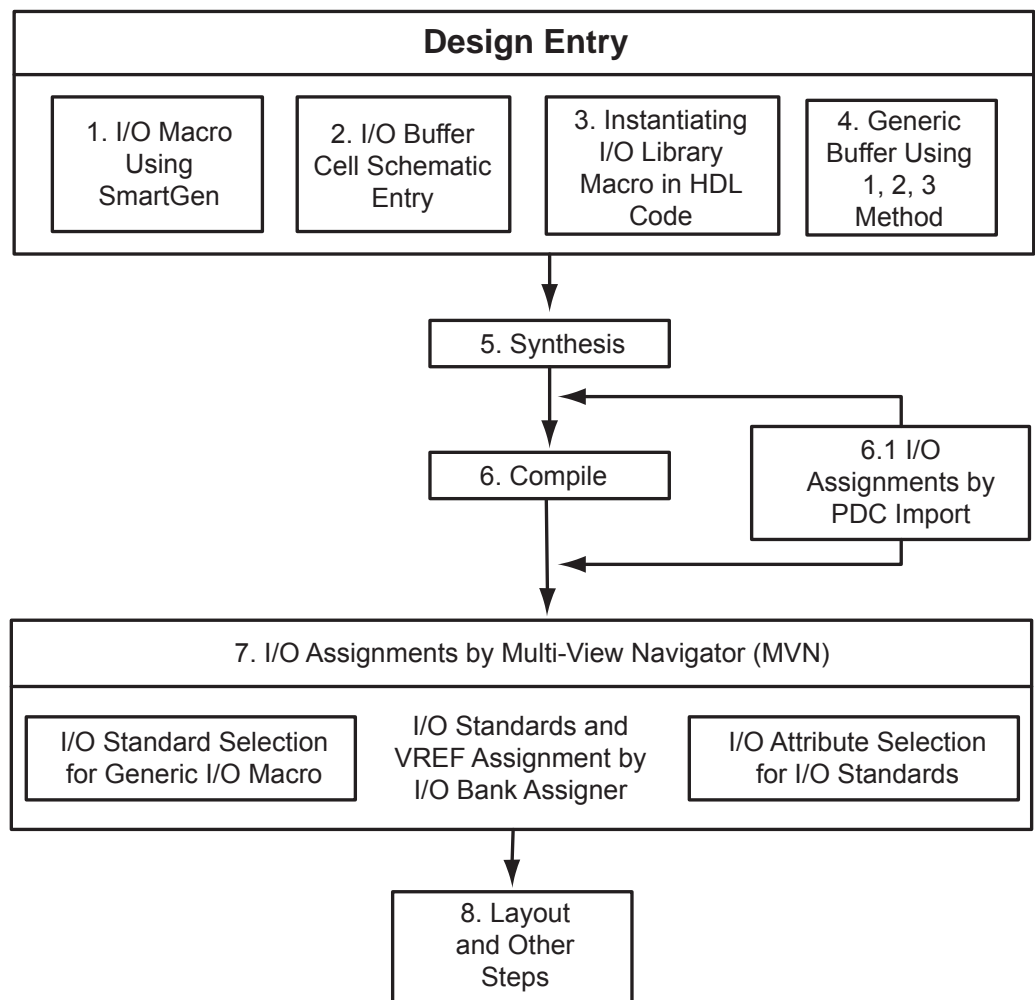 Design Entry
1. I/O Macro
Using
SmartGen
2. I/O Buffer
Cell Schematic
Entry
3. Instantiating
I/O Library
Macro in HDL
Code
4. Generic
Buffer Using
1, 2, 3
Method
5. Synthesis
6. Compile
6.1 I/O
Assignments by
PDC Import
7. I/O Assignments by Multi-View Navigator (MVN)
I/O Standard Selection
for Generic I/O Macro
I/O Standards and
VREF Assignment by
I/O Bank Assigner
I/O Attribute Selection
for I/O Standards
8. Layout
and Other
Steps